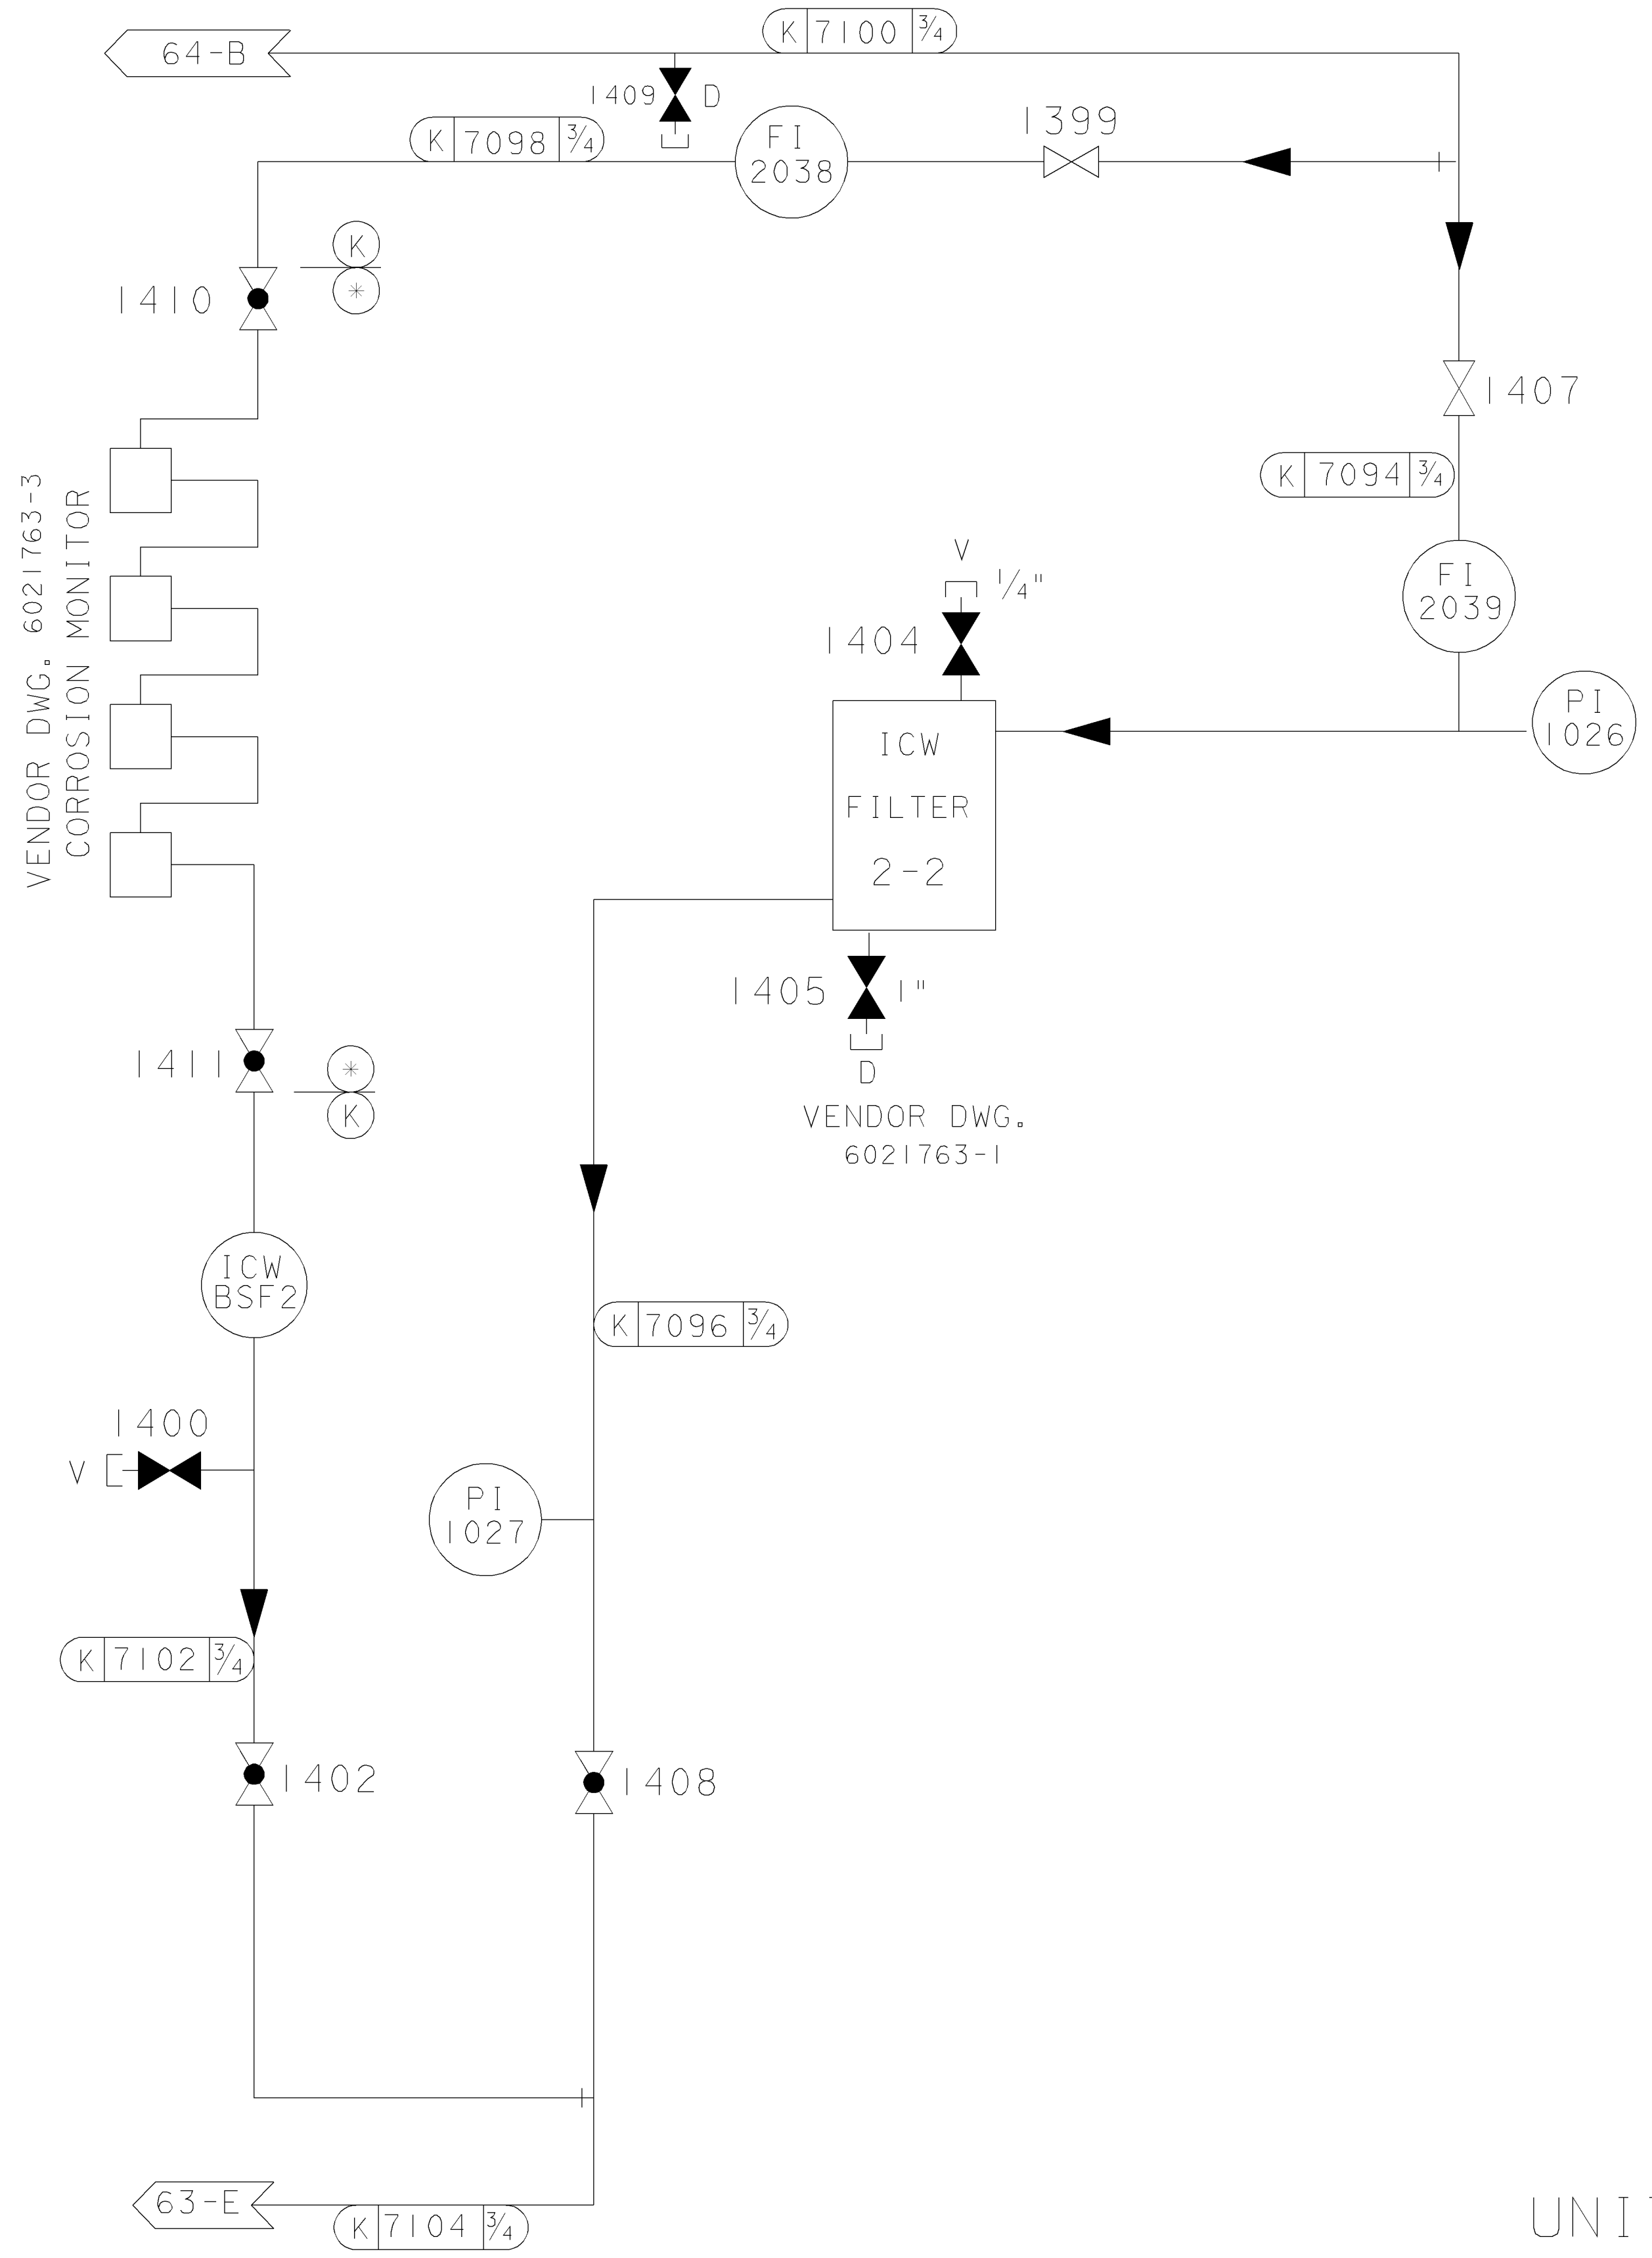 K 7100 3/4
64-B
1409 D
K 7098 3/4
FI
2038
1399
K
*
1410
1407
VENDOR DWG. 6021763-3
CORROSION MONITOR
K 7094 3/4
V
1/4"
1404
FI
2039
PI
1026
ICW
FILTER
2-2
1405 1"
D
VENDOR DWG.
6021763-1
1411
*
K
ICW
BSF2
K 7096 3/4
1400
V
PI
1027
K 7102 3/4
1402
1408
63-E
K 7104 3/4